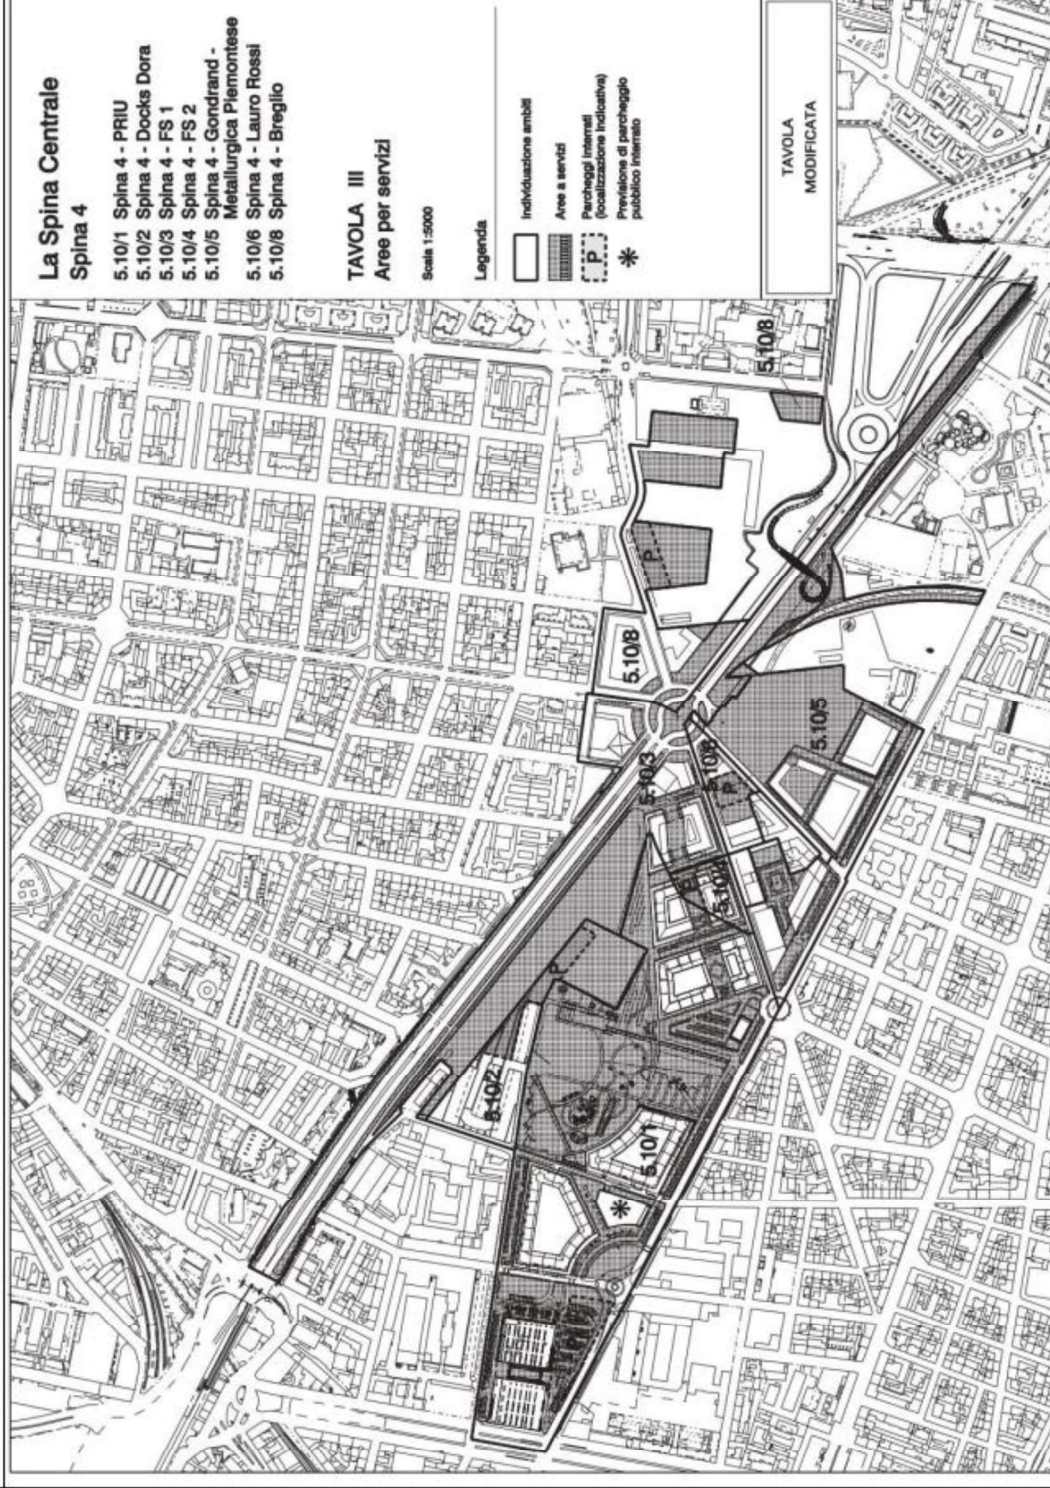 La Spina Centrale
Spina 4
5.10/1 Spina 4 - PRIU
5.10/2 Spina 4 - Docks Dora
5.10/3 Spina 4 - FS 1
5.10/4 Spina 4 - FS 2
5.10/5 Spina 4 - Gondrand -
Metallurgica Piemontese
5.10/6 Spina 4 - Lauro Rossi
5.10/8 Spina 4 - Breglio
TAVOLA III
Aree per servizi
Scala 1:5000
Legenda
Individuazione ambiti
Aree a servizi
P
Parcheggi interrati
(localizzazione indicativa)
Previsione di parcheggio
pubblico interrato
TAVOLA
MODIFICATA
5.10/8
P
5.10/8
5.10/5
5.10/3
5.10/6
P
P
5.10/2
5.10/1